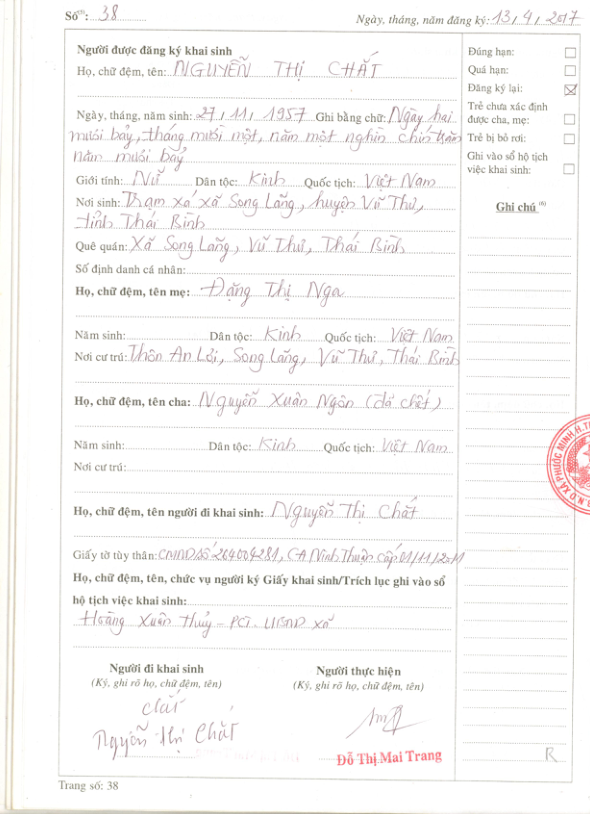 Số⁽⁵⁾: 38
Ngày, tháng, năm đăng ký: 13, 4, 2017
Người được đăng ký khai sinh
Họ, chữ đệm, tên: NGUYỄN THỊ CHẮT
Ngày, tháng, năm sinh: 27, 11, 1957 Ghi bằng chữ: Ngày hai
mươi bảy, tháng mười một, năm một nghìn chín trăm
năm mươi bảy
Giới tính: Nữ Dân tộc: Kinh Quốc tịch: Việt Nam
Nơi sinh: Trạm xá xã Song Lãng, huyện Vũ Thư,
tỉnh Thái Bình
Quê quán: Xã Song Lãng, Vũ Thư, Thái Bình
Số định danh cá nhân:
Họ, chữ đệm, tên mẹ: Đặng Thị Nga
Năm sinh: Dân tộc: Kinh Quốc tịch: Việt Nam
Nơi cư trú: Thôn An Lợi, Song Lãng, Vũ Thư, Thái Bình
Họ, chữ đệm, tên cha: Nguyễn Xuân Ngôn (đã chết)
Năm sinh: Dân tộc: Kinh Quốc tịch: Việt Nam
Nơi cư trú:
Họ, chữ đệm, tên người đi khai sinh: Nguyễn Thị Chắt
Giấy tờ tùy thân: CMND Số 264004281, CA Ninh Thuận cấp 01/11/2011
Họ, chữ đệm, tên, chức vụ người ký Giấy khai sinh/Trích lục ghi vào sổ
hộ tịch việc khai sinh:
Hoàng Xuân Thủy - PCT. UBND xã
Người đi khai sinh
(Ký, ghi rõ họ, chữ đệm, tên)
Chắt
Nguyễn Thị Chắt
Người thực hiện
(Ký, ghi rõ họ, chữ đệm, tên)
Đỗ Thị Mai Trang
Trang số: 38
Đúng hạn:
Quá hạn:
Đăng ký lại:
Trẻ chưa xác định
được cha, mẹ:
Trẻ bị bỏ rơi:
Ghi vào sổ hộ tịch
việc khai sinh:
Ghi chú ⁽⁶⁾
N.D XÃ PHƯỚC MINH H.T
R